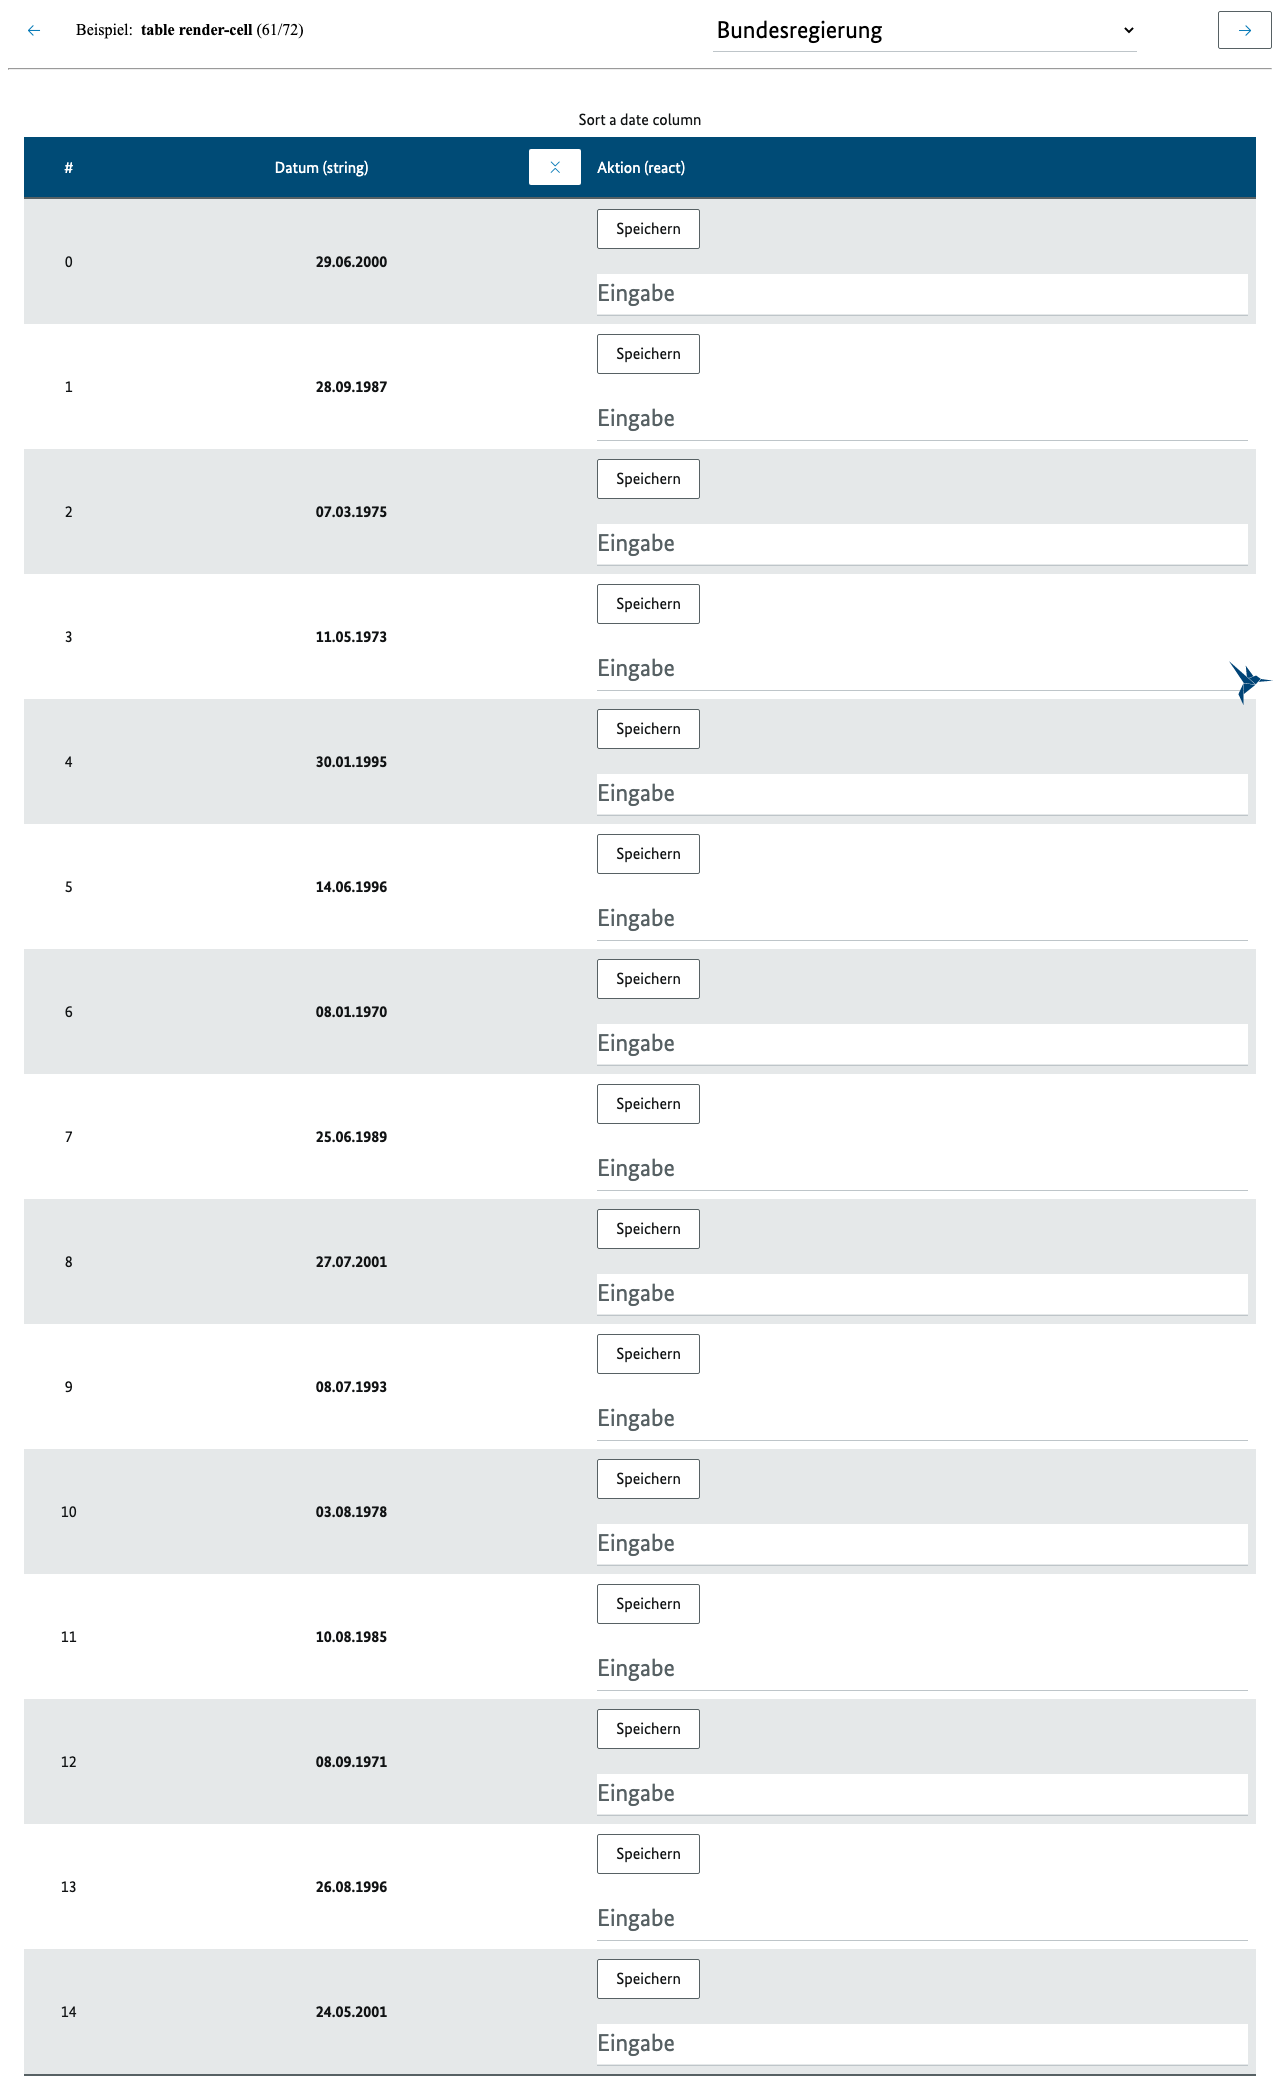 Beispiel: table render-cell (61/72)
Bundesregierung
Sort a date column
# Datum (string) Aktion (react)
Speichern
0 29.06.2000
Eingabe
Speichern
1 28.09.1987
Eingabe
Speichern
2 07.03.1975
Eingabe
Speichern
3 11.05.1973
Eingabe
Speichern
4 30.01.1995
Eingabe
Speichern
5 14.06.1996
Eingabe
Speichern
6 08.01.1970
Eingabe
Speichern
7 25.06.1989
Eingabe
Speichern
8 27.07.2001
Eingabe
Speichern
9 08.07.1993
Eingabe
Speichern
10 03.08.1978
Eingabe
Speichern
11 10.08.1985
Eingabe
Speichern
12 08.09.1971
Eingabe
Speichern
13 26.08.1996
Eingabe
Speichern
14 24.05.2001
Eingabe